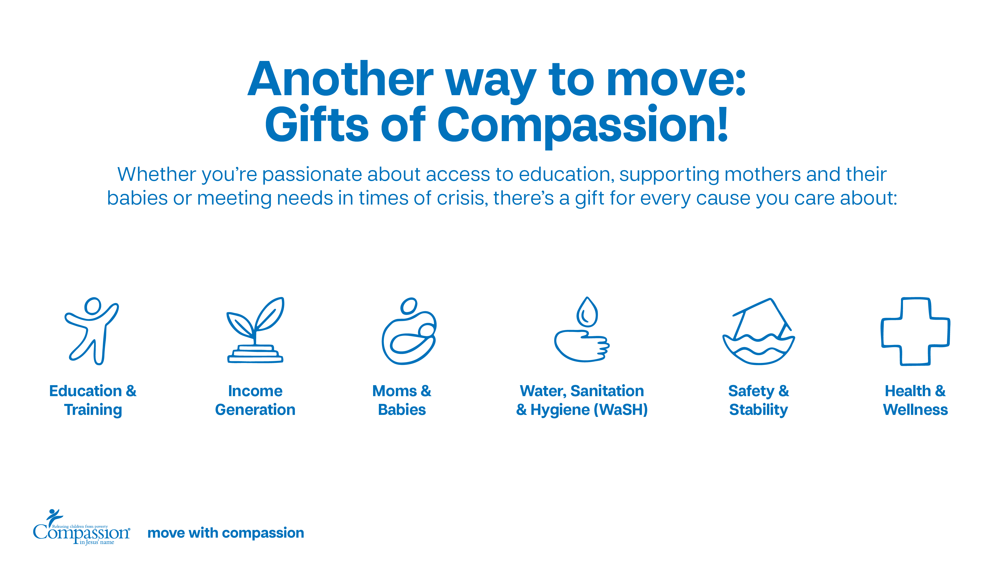 Another way to move:
Gifts of Compassion!
Whether you’re passionate about access to education, supporting mothers and their
babies or meeting needs in times of crisis, there’s a gift for every cause you care about:
Education &
Training
Income
Generation
Moms &
Babies
Water, Sanitation
& Hygiene (WaSH)
Safety &
Stability
Health &
Wellness
Releasing children from poverty
Compassion®
in Jesus’ name
move with compassion